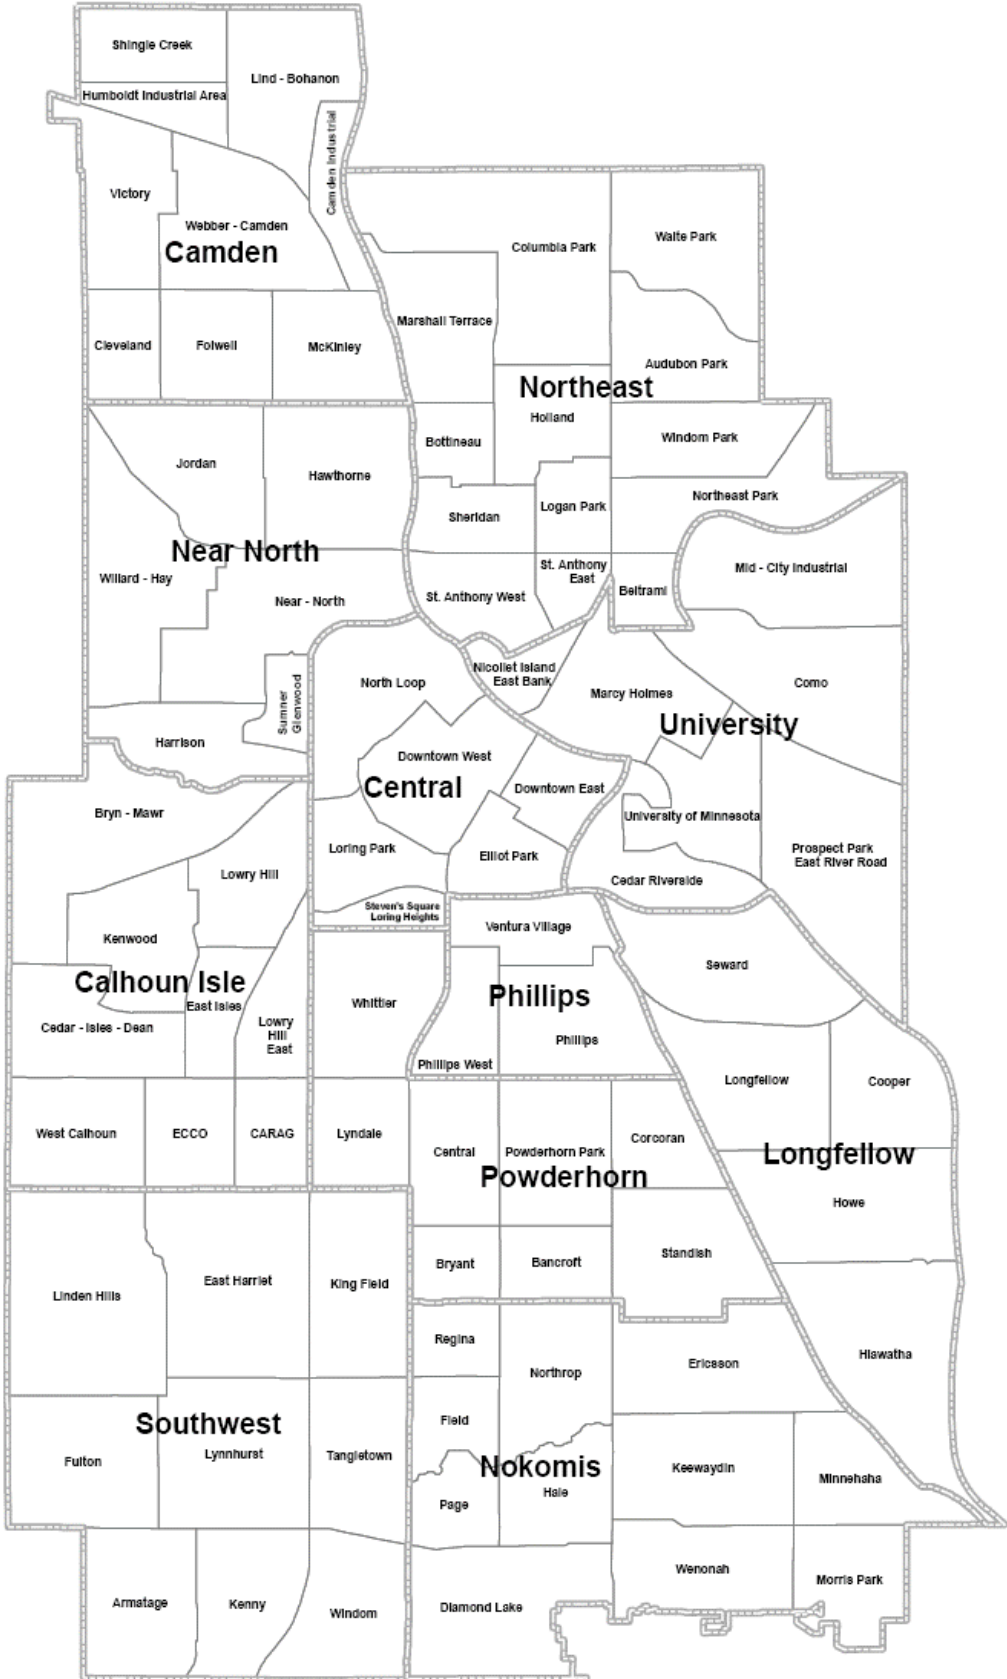 Shingle Creek
Lind - Bohanon
Humboldt Industrial Area
Camden Industrial
Victory
Webber - Camden
Camden
Columbia Park
Waite Park
Marshall Terrace
Cleveland
Folwell
McKinley
Audubon Park
Northeast
Holland
Bottineau
Windom Park
Jordan
Hawthorne
Northeast Park
Logan Park
Sheridan
Near North
Willard - Hay
St. Anthony
East
Mid - City Industrial
Beltrami
St. Anthony West
Near - North
Nicollet Island
East Bank
North Loop
Marcy Holmes
Como
Sumner
Glenwood
University
Harrison
Downtown West
Central
Downtown East
Bryn - Mawr
University of Minnesota
Loring Park
Elliot Park
Prospect Park
East River Road
Lowry Hill
Cedar Riverside
Steven's Square
Loring Heights
Ventura Village
Kenwood
Seward
Calhoun Isle
East Isles
Whittier
Phillips
Cedar - Isles - Dean
Lowry
Hill
East
Phillips
Phillips West
Longfellow
Cooper
West Calhoun
ECCO
CARAG
Lyndale
Central
Powderhorn Park
Corcoran
Longfellow
Powderhorn
Howe
Standish
Bryant
Bancroft
Linden Hills
East Harriet
King Field
Regina
Northrop
Ericsson
Hiawatha
Southwest
Field
Fulton
Lynnhurst
Tangletown
Nokomis
Keewaydin
Minnehaha
Page
Hale
Wenonah
Morris Park
Armatage
Kenny
Windom
Diamond Lake